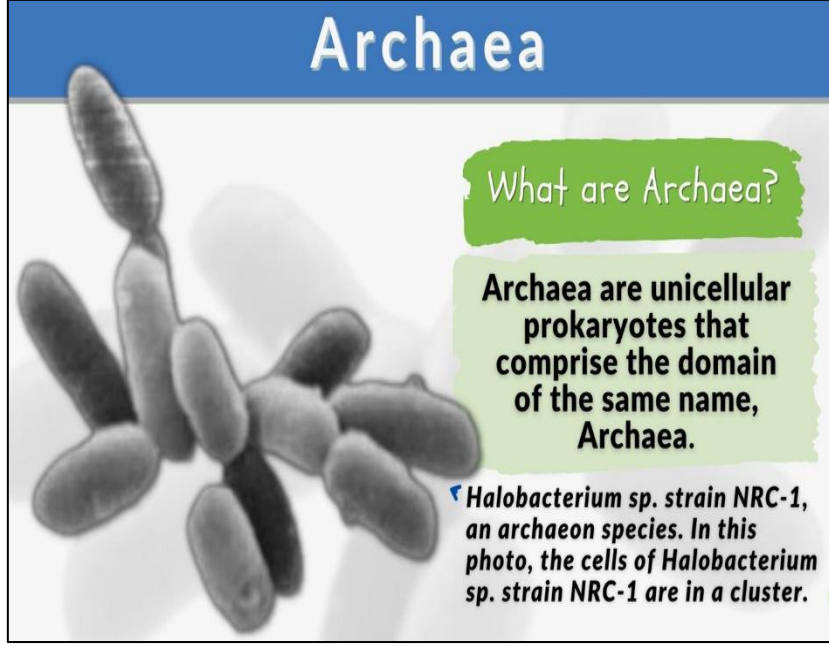 Archaea
What are Archaea?
Archaea are unicellular
prokaryotes that
comprise the domain
of the same name,
Archaea.
Halobacterium sp. strain NRC-1,
an archaeon species. In this
photo, the cells of Halobacterium
sp. strain NRC-1 are in a cluster.